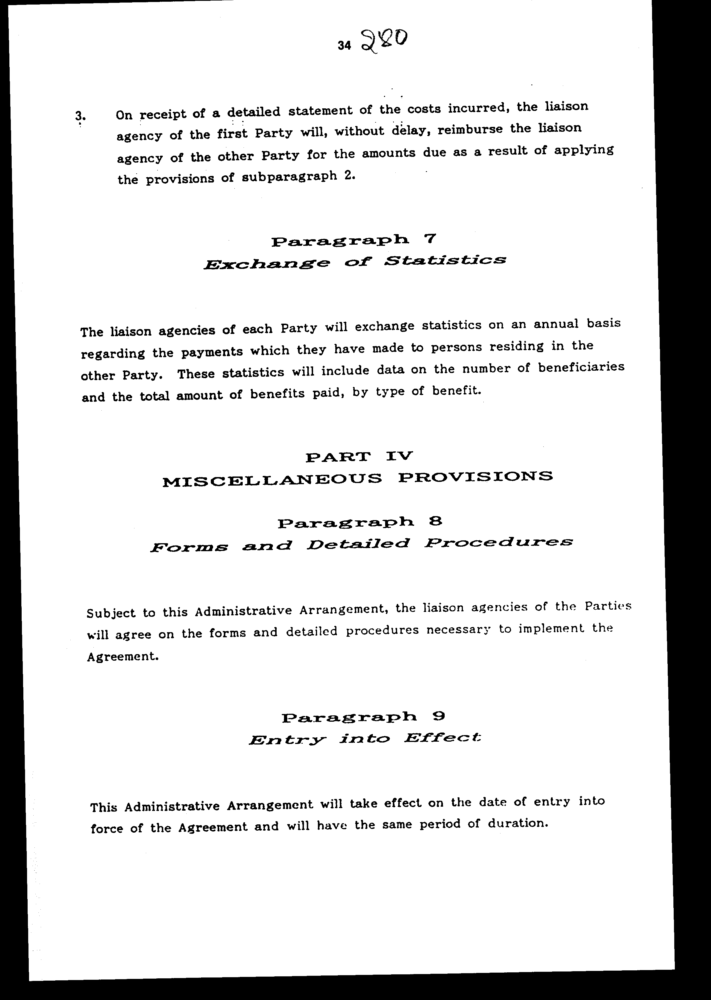 34 280
3. On receipt of a detailed statement of the costs incurred, the liaison
agency of the first Party will, without delay, reimburse the liaison
agency of the other Party for the amounts due as a result of applying
the provisions of subparagraph 2.
Paragraph 7
Exchange of Statistics
The liaison agencies of each Party will exchange statistics on an annual basis
regarding the payments which they have made to persons residing in the
other Party. These statistics will include data on the number of beneficiaries
and the total amount of benefits paid, by type of benefit.
PART IV
MISCELLANEOUS PROVISIONS
Paragraph 8
Forms and Detailed Procedures
Subject to this Administrative Arrangement, the liaison agencies of the Parties
will agree on the forms and detailed procedures necessary to implement the
Agreement.
Paragraph 9
Entry into Effect
This Administrative Arrangement will take effect on the date of entry into
force of the Agreement and will have the same period of duration.